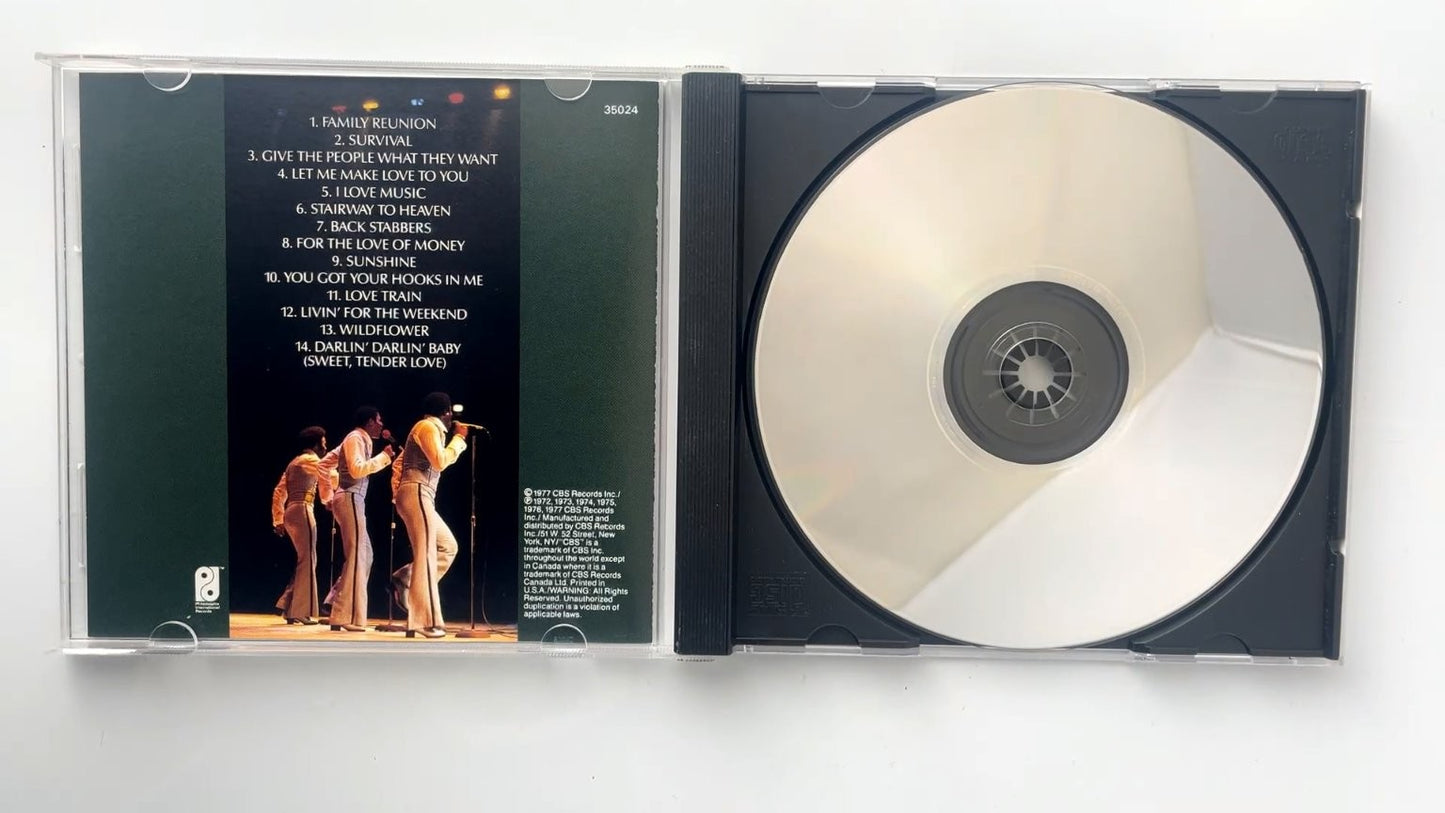 35024
1. FAMILY REUNION
2. SURVIVAL
3. GIVE THE PEOPLE WHAT THEY WANT
4. LET ME MAKE LOVE TO YOU
5. I LOVE MUSIC
6. STAIRWAY TO HEAVEN
7. BACK STABBERS
8. FOR THE LOVE OF MONEY
9. SUNSHINE
10. YOU GOT YOUR HOOKS IN ME
11. LOVE TRAIN
12. LIVIN' FOR THE WEEKEND
13. WILDFLOWER
14. DARLIN' DARLIN' BABY
(SWEET, TENDER LOVE)
© 1977 CBS Records Inc./
℗ 1972, 1973, 1974, 1975,
1976, 1977 CBS Records
Inc./ Manufactured and
distributed by CBS Records
Inc./51 W. 52 Street, New
York, NY/"CBS" is a
trademark of CBS Inc.
throughout the world except
in Canada where it is a
trademark of CBS Records
Canada Ltd. Printed in
U.S.A./WARNING: All Rights
Reserved. Unauthorized
duplication is a violation of
applicable laws.
Philadelphia
International
Records